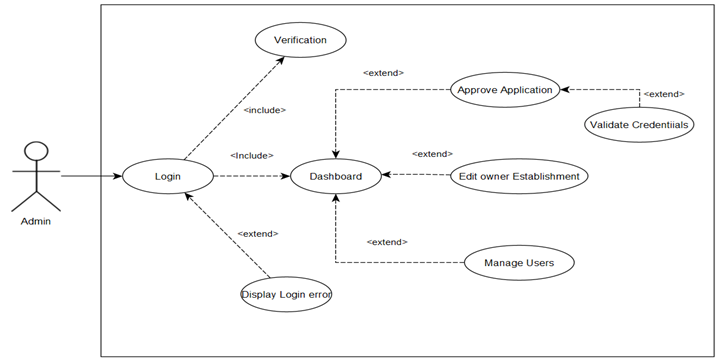 Verification
<extend>
Approve Application
<extend>
<include>
Validate Credentiials
<Include>
<extend>
Login
Dashboard
Edit owner Establishment
Admin
<extend>
<extend>
Manage Users
Display Login error